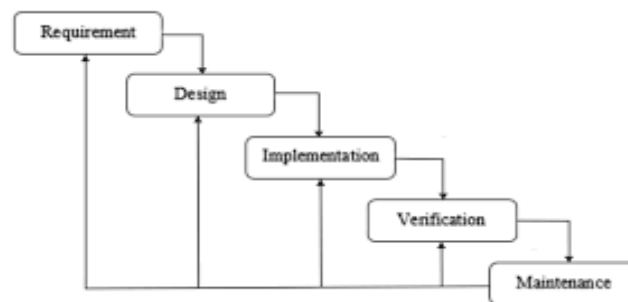 Requirement
Design
Implementation
Verification
Maintenance